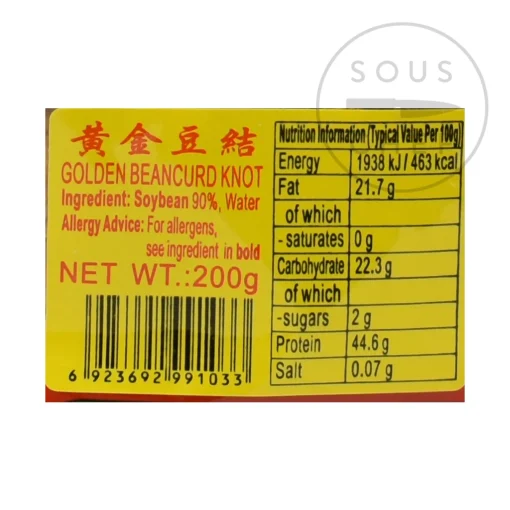 SOUS
黃金豆結
GOLDEN BEANCURD KNOT
Ingredient: Soybean 90%, Water
Allergy Advice: For allergens,
see ingredient in bold
NET WT.:200g
6 923692 991033
Nutrition Information (Typical Value Per 100g)
Energy 1938 kJ / 463 kcal
Fat 21.7 g
of which
- saturates 0 g
Carbohydrate 22.3 g
of which
-sugars 2 g
Protein 44.6 g
Salt 0.07 g